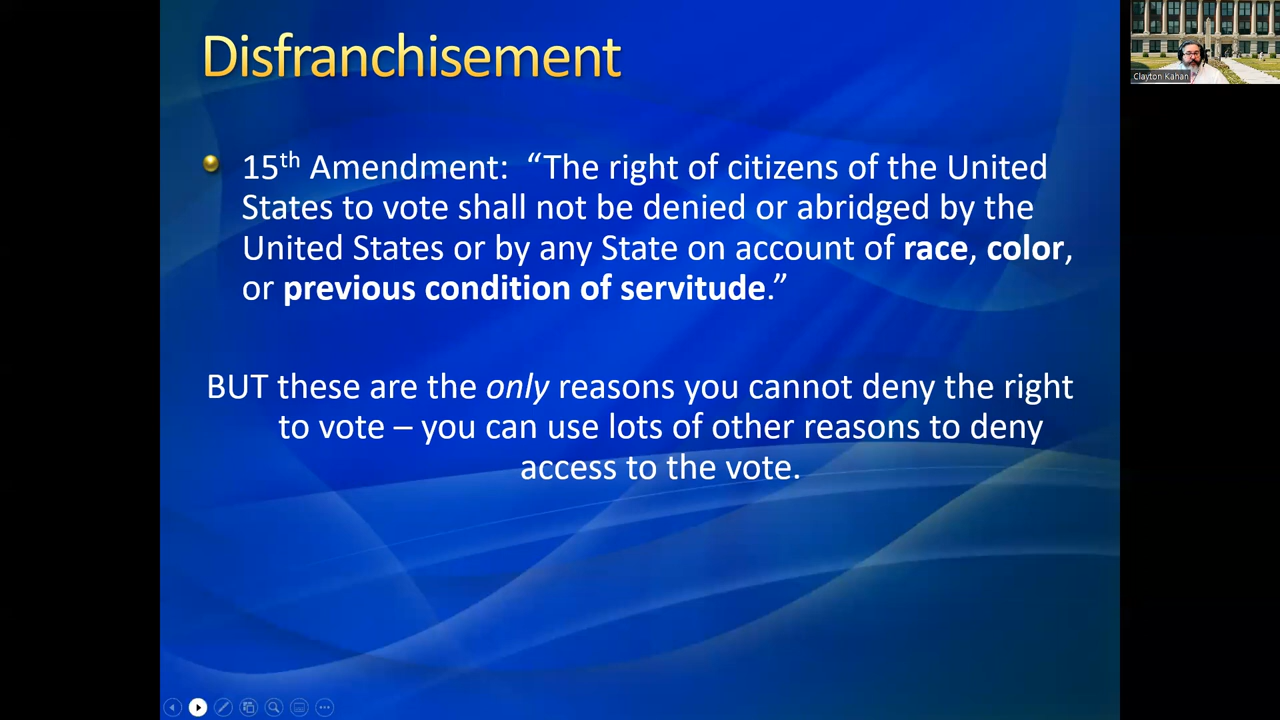 Disfranchisement
15th Amendment: “The right of citizens of the United
States to vote shall not be denied or abridged by the
United States or by any State on account of race, color,
or previous condition of servitude.”
BUT these are the only reasons you cannot deny the right
to vote – you can use lots of other reasons to deny
access to the vote.
Clayton Kahan